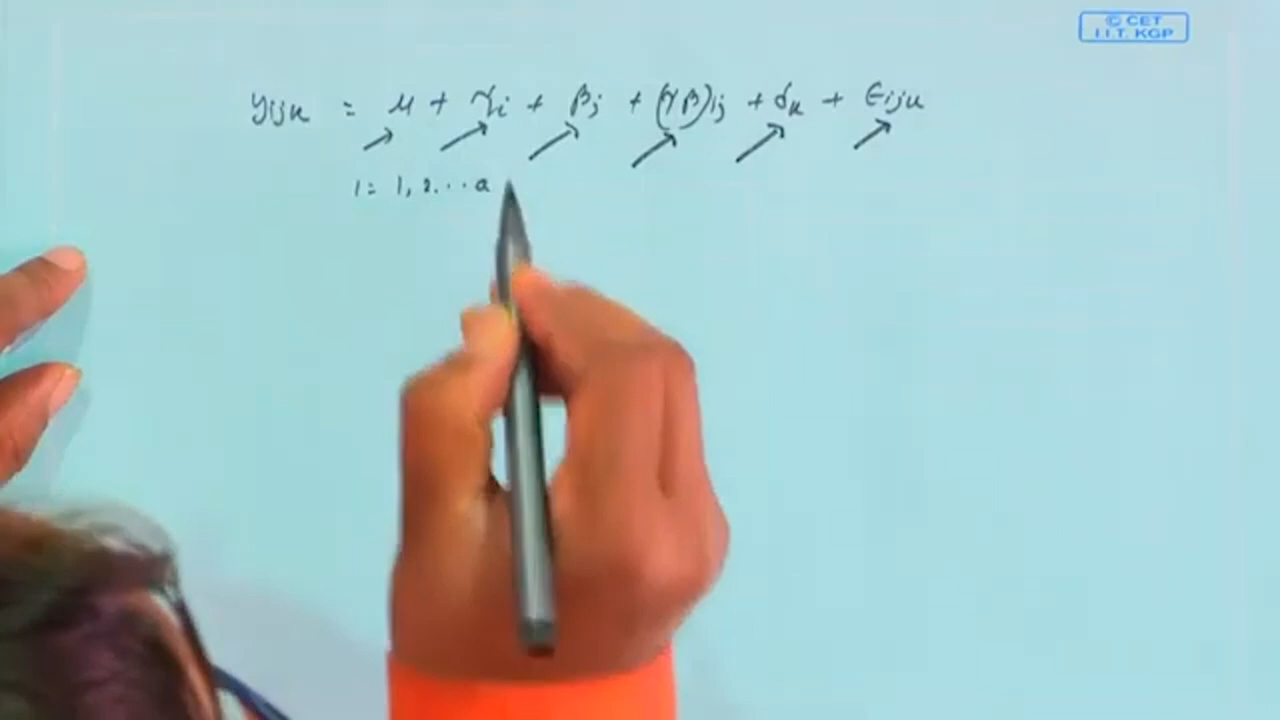 © CET
I.I.T. KGP
yijk = μ + τi + βj + (τβ)ij + δk + ϵijk
i = 1, 2...a